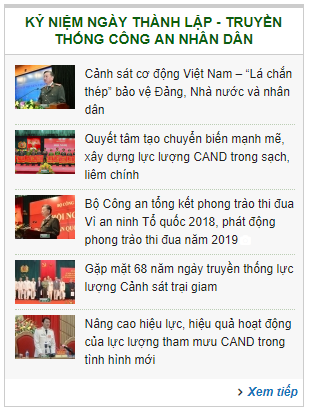 KỶ NIỆM NGÀY THÀNH LẬP - TRUYỀN
THỐNG CÔNG AN NHÂN DÂN
Cảnh sát cơ động Việt Nam – “Lá chắn
thép” bảo vệ Đảng, Nhà nước và nhân
dân
Quyết tâm tạo chuyển biến mạnh mẽ,
xây dựng lực lượng CAND trong sạch,
liêm chính
Bộ Công an tổng kết phong trào thi đua
Vì an ninh Tổ quốc 2018, phát động
phong trào thi đua năm 2019
Gặp mặt 68 năm ngày truyền thống lực
lượng Cảnh sát trại giam
Nâng cao hiệu lực, hiệu quả hoạt động
của lực lượng tham mưu CAND trong
tình hình mới
Xem tiếp